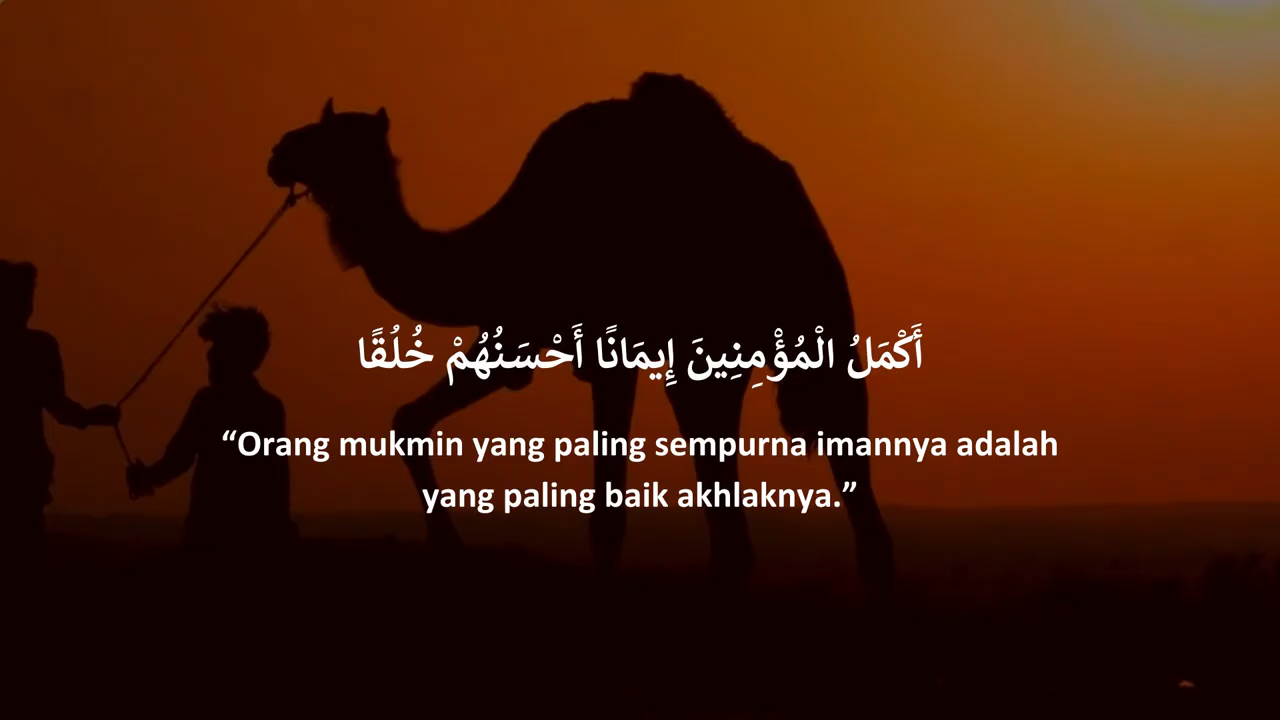 أَكْمَلُ الْمُؤْمِنِينَ إِيمَانًا أَحْسَنُهُمْ خُلُقًا
“Orang mukmin yang paling sempurna imannya adalah
yang paling baik akhlaknya.”